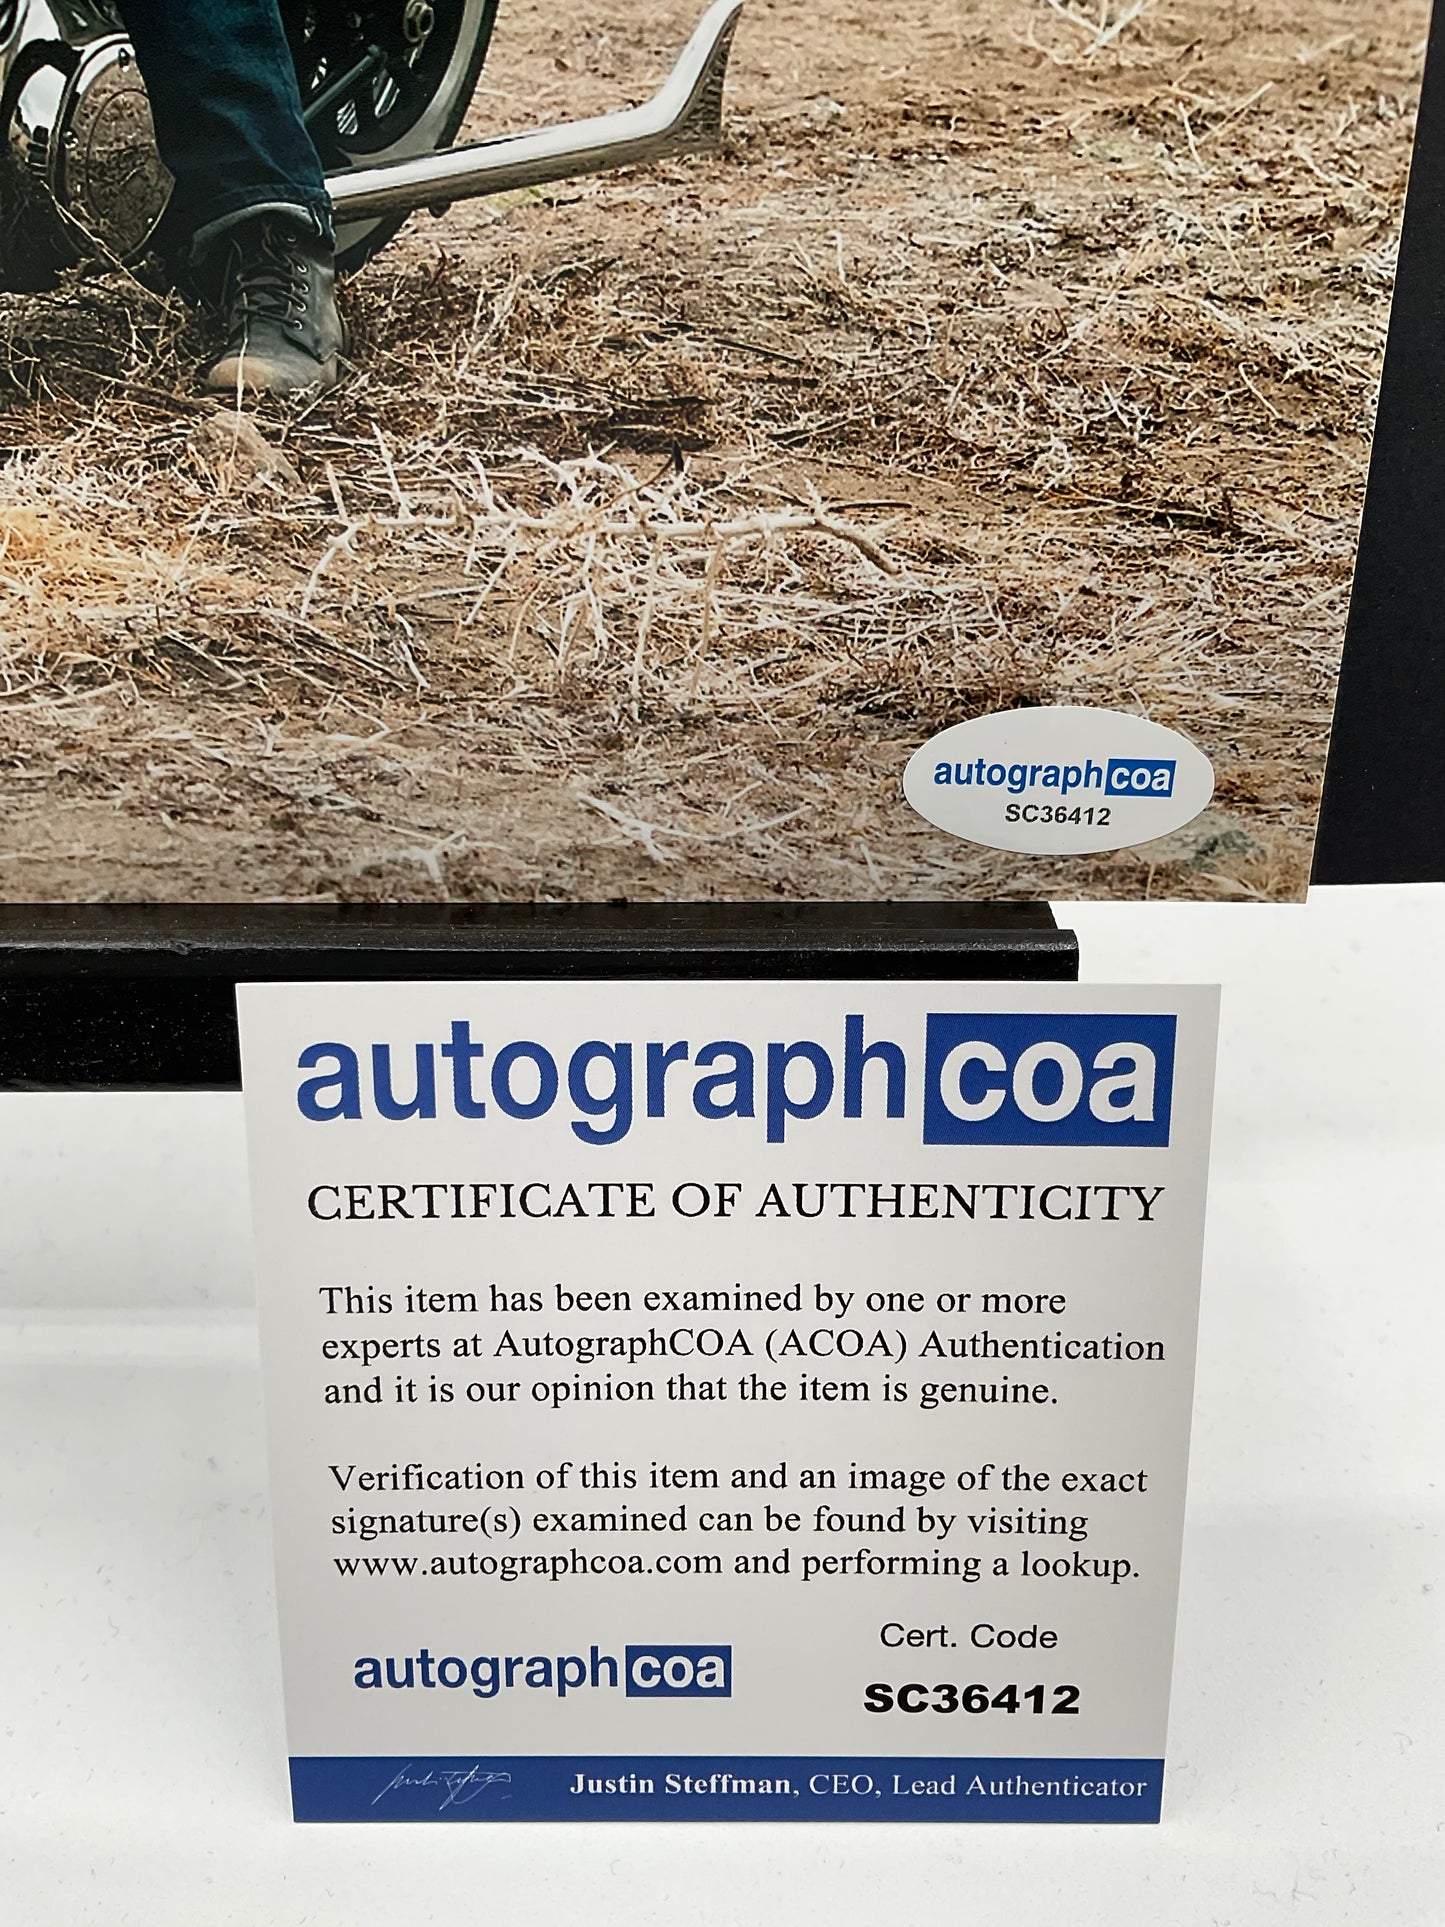 autographcoa
SC36412
autographcoa
CERTIFICATE OF AUTHENTICITY
This item has been examined by one or more
experts at AutographCOA (ACOA) Authentication
and it is our opinion that the item is genuine.
Verification of this item and an image of the exact
signature(s) examined can be found by visiting
www.autographcoa.com and performing a lookup.
Cert. Code
autographcoa
SC36412
Justin Steffman, CEO, Lead Authenticator